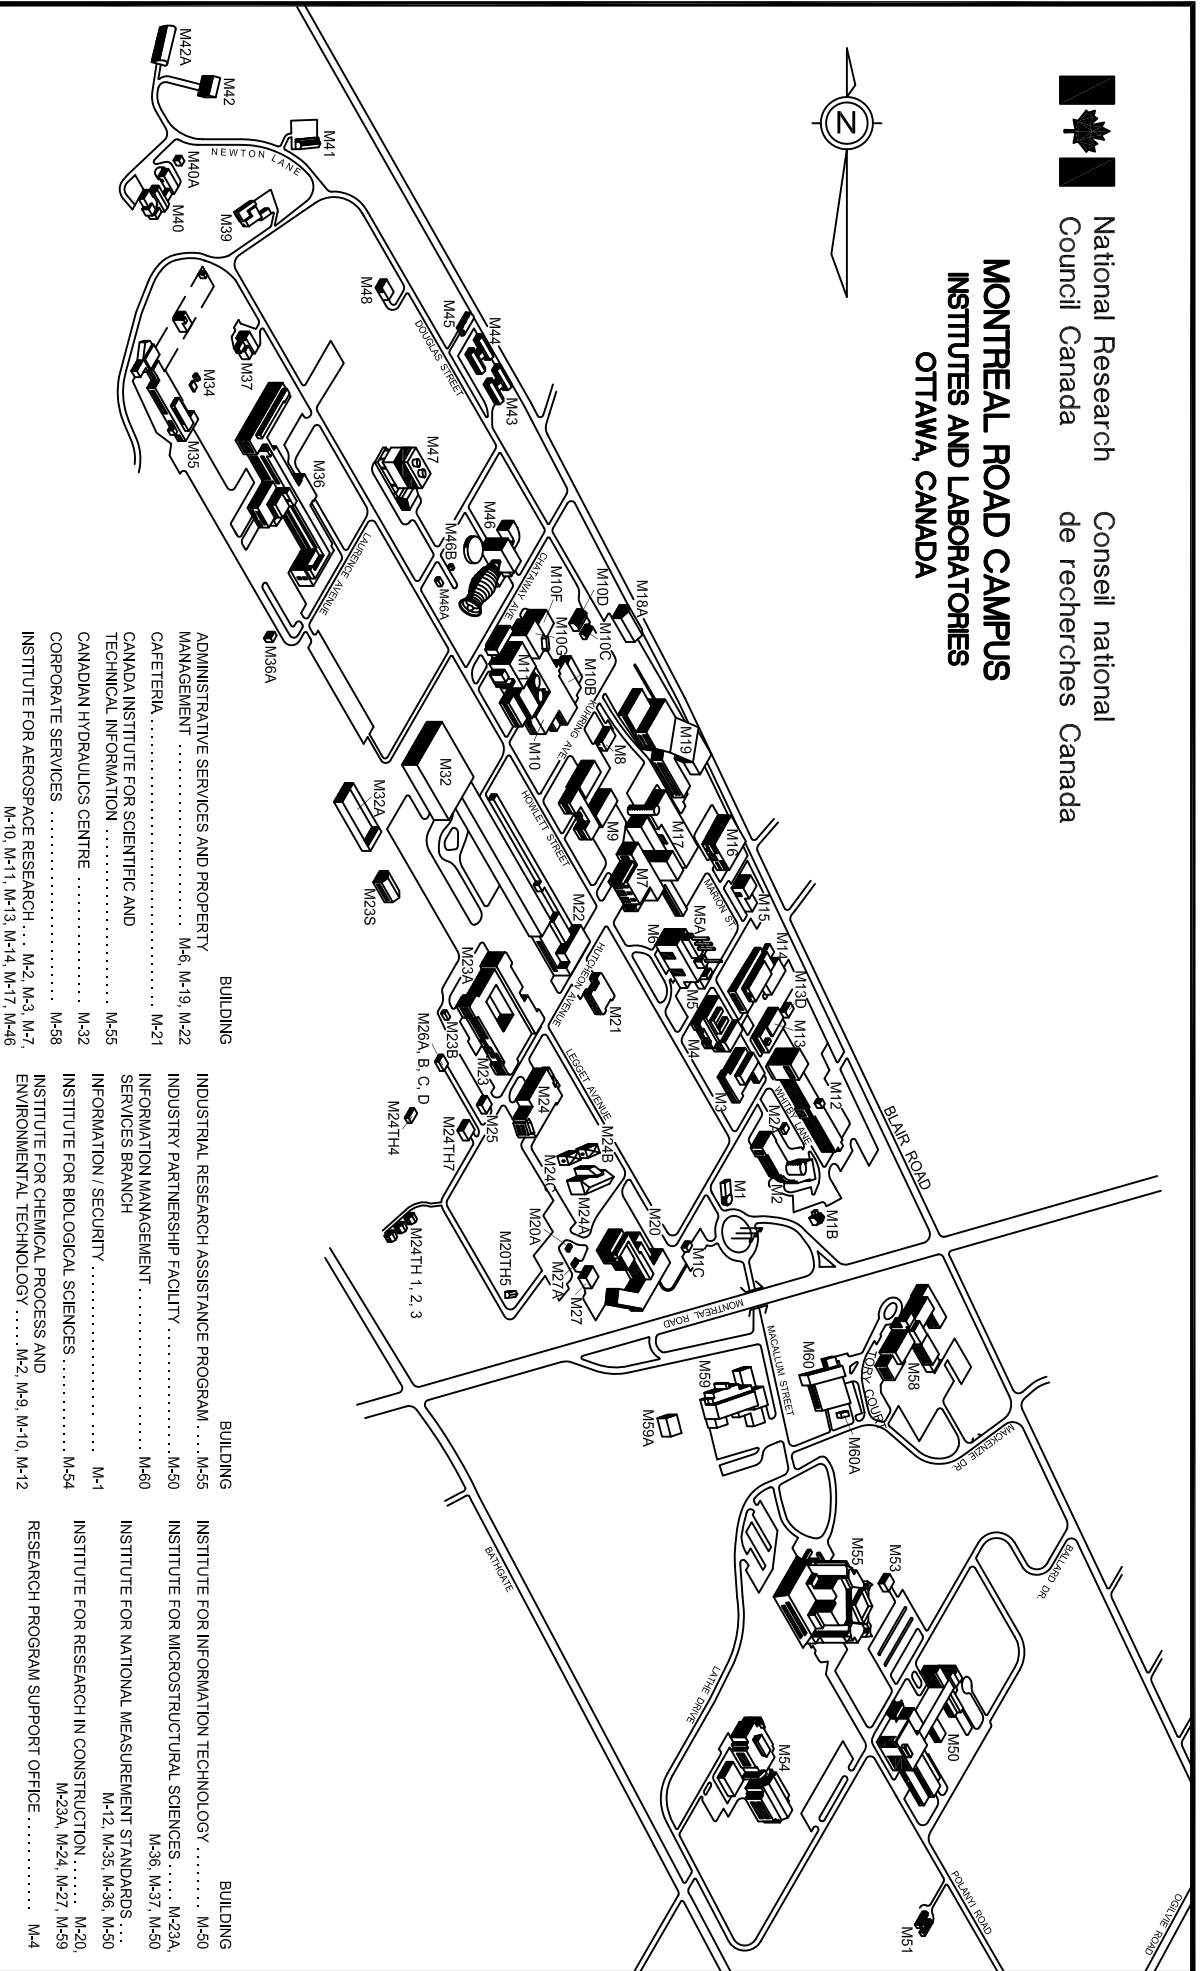 National Research Conseil national
Council Canada de recherches Canada
MONTREAL ROAD CAMPUS
INSTITUTES AND LABORATORIES
OTTAWA, CANADA
N
M42A
M42
M41
NEWTON LANE
M40A
M40
M39
M48
DOUGLAS STREET
M45
M44
M43
M37
M34
M35
M36
M47
LAURENCE AVENUE
M36A
M46
M46B
M46A
CHATAWAY AVE.
M10F
M10D
M10C
M18A
M10G
M10B
M11
M10
UHRING AVE.
M8
M19
M32
M32A
M23S
HOWLETT STREET
M9
M17
M7
M16
MARION ST.
M15
M22
HUTCHEON AVENUE
M21
M6
M5A
M5
M4
M14
M13D
M13
M3
M12
WHITBY LANE
M2A
M2
M1B
M1
BLAIR ROAD
M23A
M23B
M23
M26A, B, C, D
M25
M24TH4
M24TH7
LEGGET AVENUE
M24
M24B
M24C
M24A
M20
M20A
M27A
M27
M1C
M20TH5
M24TH 1, 2, 3
MONTREAL ROAD
MACALLUM STREET
M58
TORY COURT
M60
M60A
M59
M59A
MACKENZIE DR.
BALLARD DR.
BATHGATE
M55
M53
LATHE DRIVE
M54
M50
POLANYI ROAD
M51
OGILVIE ROAD
BUILDING
ADMINISTRATIVE SERVICES AND PROPERTY
MANAGEMENT . . . . . . . . . . . . . . . . . . . . M-6, M-19, M-22
CAFETERIA . . . . . . . . . . . . . . . . . . . . . . . . . . . . . . M-21
CANADA INSTITUTE FOR SCIENTIFIC AND
TECHNICAL INFORMATION . . . . . . . . . . . . . . . . . M-55
CANADIAN HYDRAULICS CENTRE . . . . . . . . . . . . M-32
CORPORATE SERVICES . . . . . . . . . . . . . . . . . . . M-58
INSTITUTE FOR AEROSPACE RESEARCH . . . M-2, M-3, M-7,
M-10, M-11, M-13, M-14, M-17, M-46
BUILDING
INDUSTRIAL RESEARCH ASSISTANCE PROGRAM . . . . M-55
INDUSTRY PARTNERSHIP FACILITY . . . . . . . . . . . . M-50
INFORMATION MANAGEMENT . . . . . . . . . . . . . . . . M-60
SERVICES BRANCH
INFORMATION / SECURITY . . . . . . . . . . . . . . . . . . M-1
INSTITUTE FOR BIOLOGICAL SCIENCES . . . . . . . . . . M-54
INSTITUTE FOR CHEMICAL PROCESS AND
ENVIRONMENTAL TECHNOLOGY . . . . . M-2, M-9, M-10, M-12
BUILDING
INSTITUTE FOR INFORMATION TECHNOLOGY . . . . . . . M-50
INSTITUTE FOR MICROSTRUCTURAL SCIENCES . . . . . M-23A,
M-36, M-37, M-50
INSTITUTE FOR NATIONAL MEASUREMENT STANDARDS . . .
M-12, M-35, M-36, M-50
INSTITUTE FOR RESEARCH IN CONSTRUCTION . . . . . . M-20,
M-23A, M-24, M-27, M-59
RESEARCH PROGRAM SUPPORT OFFICE . . . . . . . . . . M-4